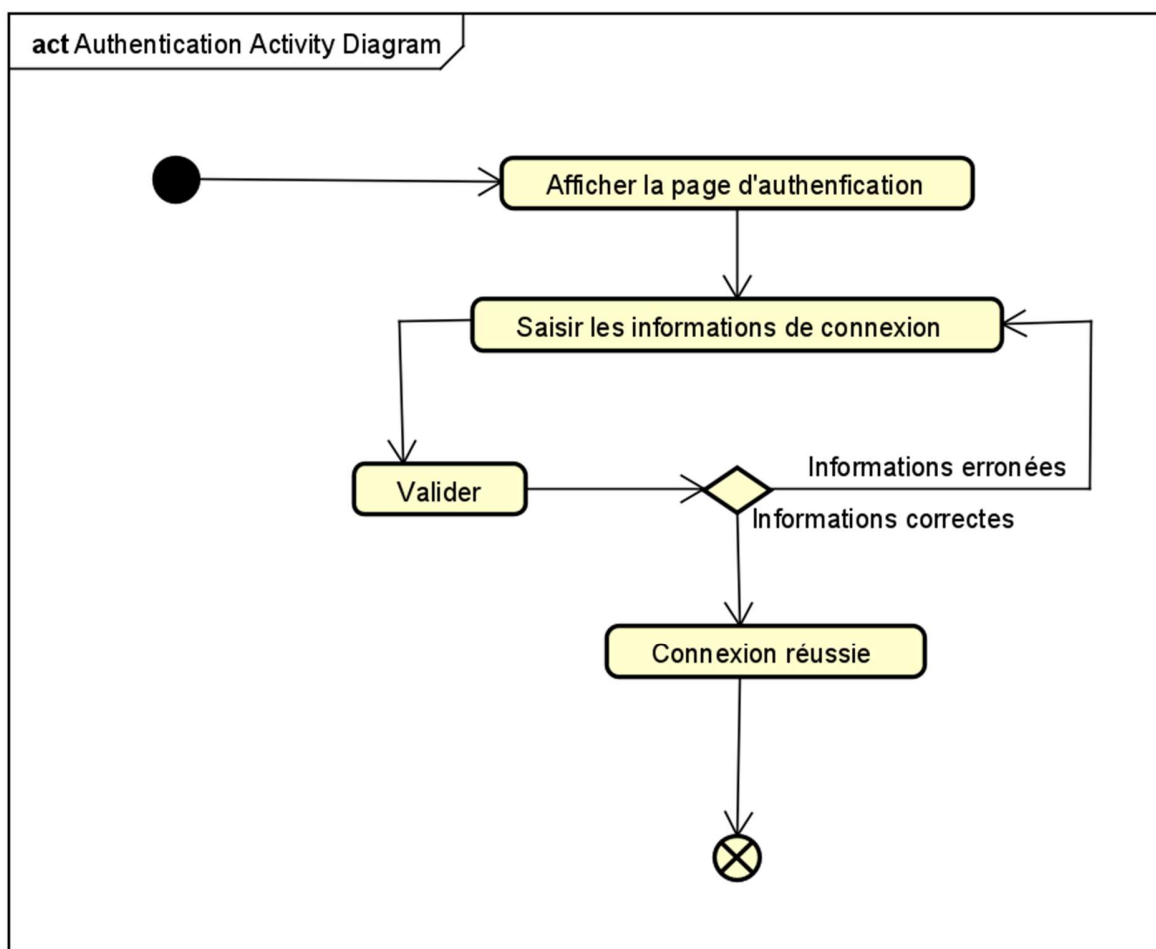 act Authentication Activity Diagram
Afficher la page d'authenfication
Saisir les informations de connexion
Informations erronées
Valider
Informations correctes
Connexion réussie